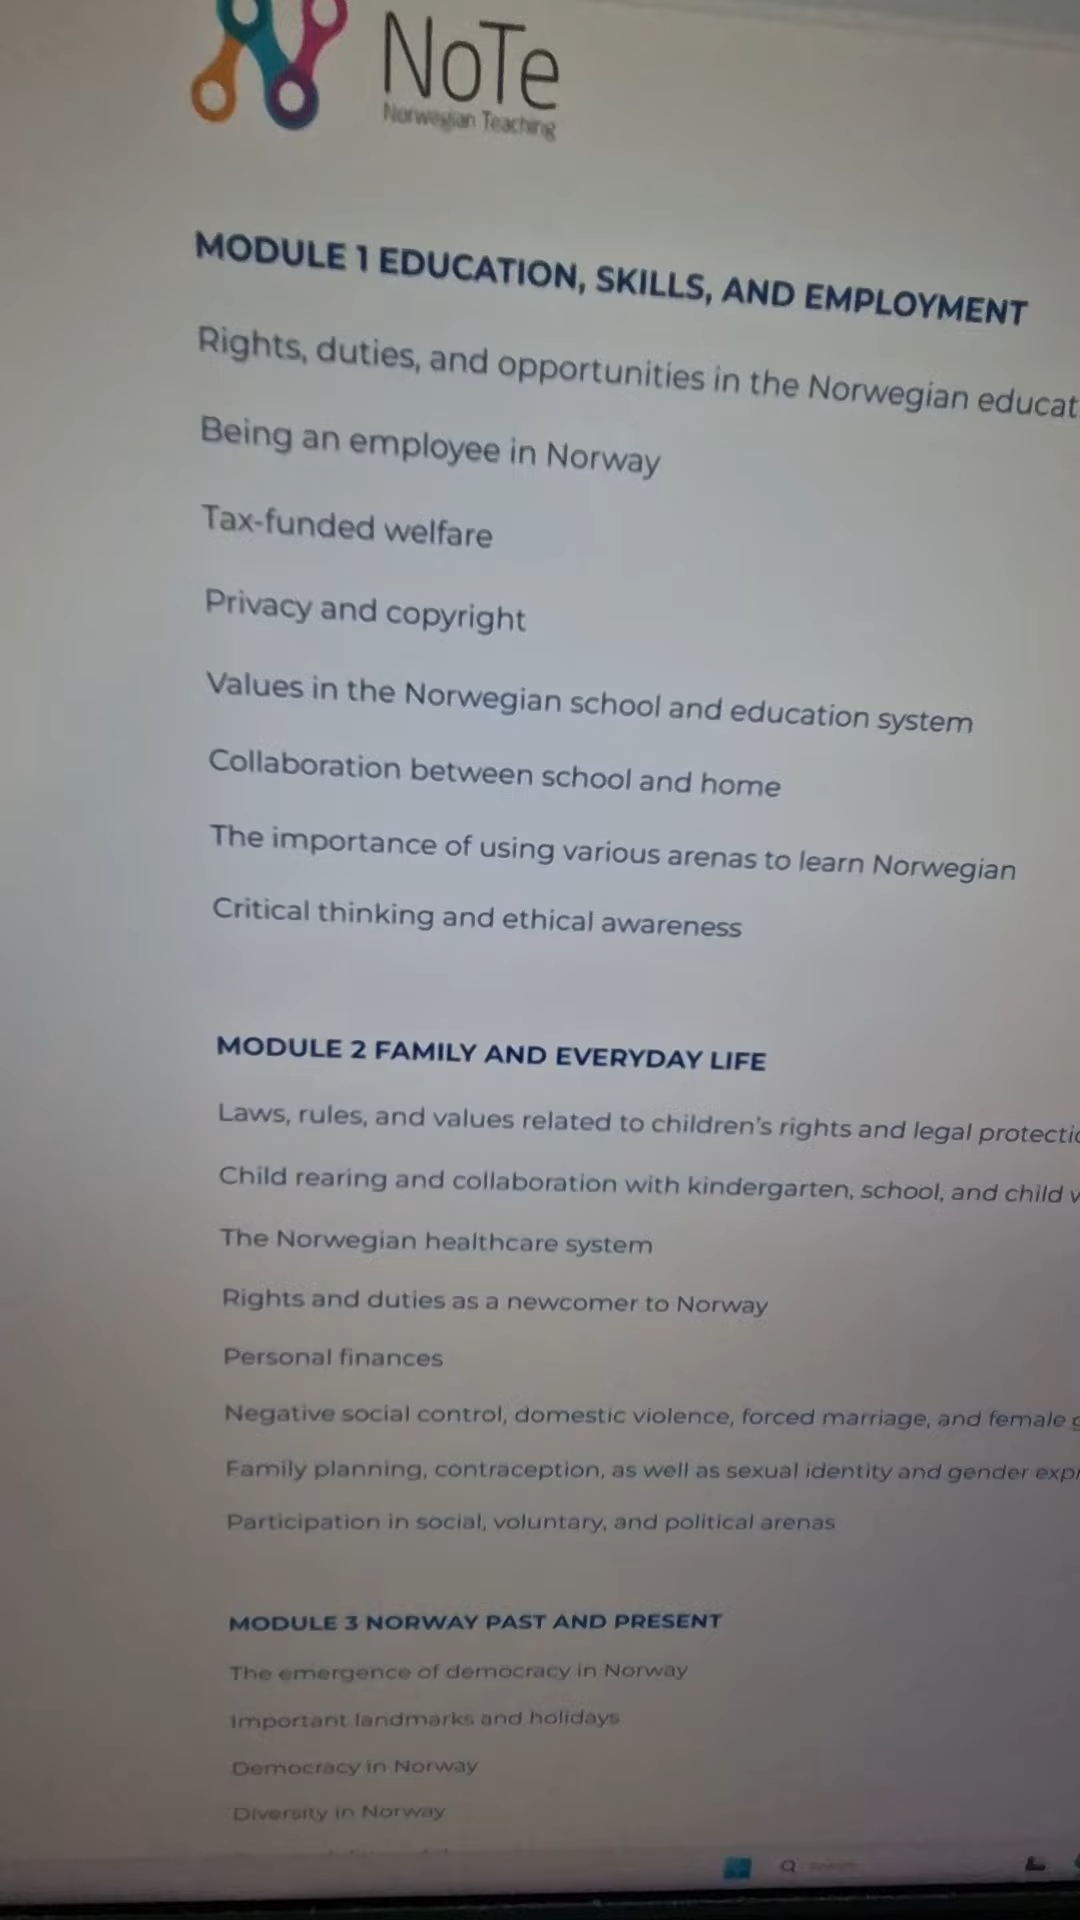 NoTe
Norwegian Teaching
MODULE 1 EDUCATION, SKILLS, AND EMPLOYMENT
Rights, duties, and opportunities in the Norwegian educat
Being an employee in Norway
Tax-funded welfare
Privacy and copyright
Values in the Norwegian school and education system
Collaboration between school and home
The importance of using various arenas to learn Norwegian
Critical thinking and ethical awareness
MODULE 2 FAMILY AND EVERYDAY LIFE
Laws, rules, and values related to children's rights and legal protectio
Child rearing and collaboration with kindergarten, school, and child
The Norwegian healthcare system
Rights and duties as a newcomer to Norway
Personal finances
Negative social control, domestic violence, forced marriage, and female
Family planning, contraception, as well as sexual identity and gender expr
Participation in social, voluntary, and political arenas
MODULE 3 NORWAY PAST AND PRESENT
The emergence of democracy in Norway
Important landmarks and holidays
Democracy in Norway
Diversity in Norway